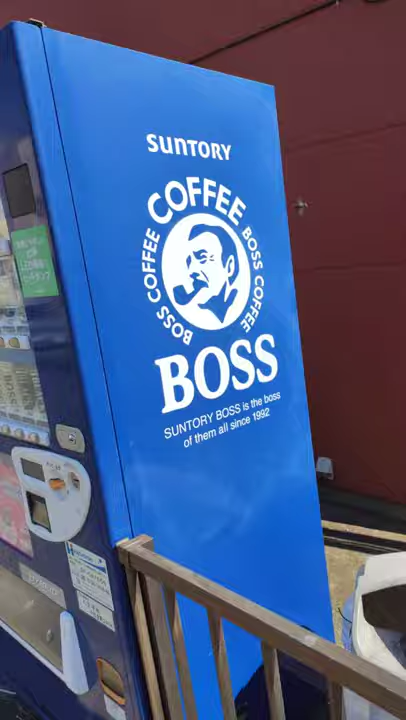 SUNTORY
COFFEE
BOSS COFFEE
BOSS COFFEE
BOSS
SUNTORY BOSS is the boss
of them all since 1992